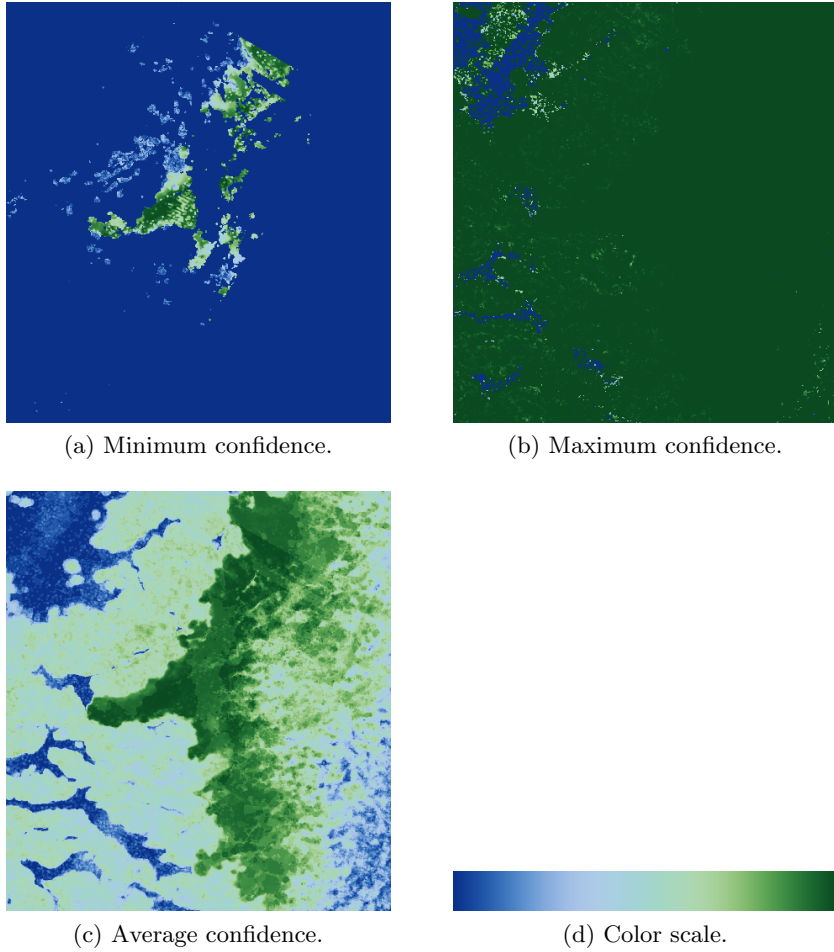 (a) Minimum confidence.
(b) Maximum confidence.
(c) Average confidence.
(d) Color scale.